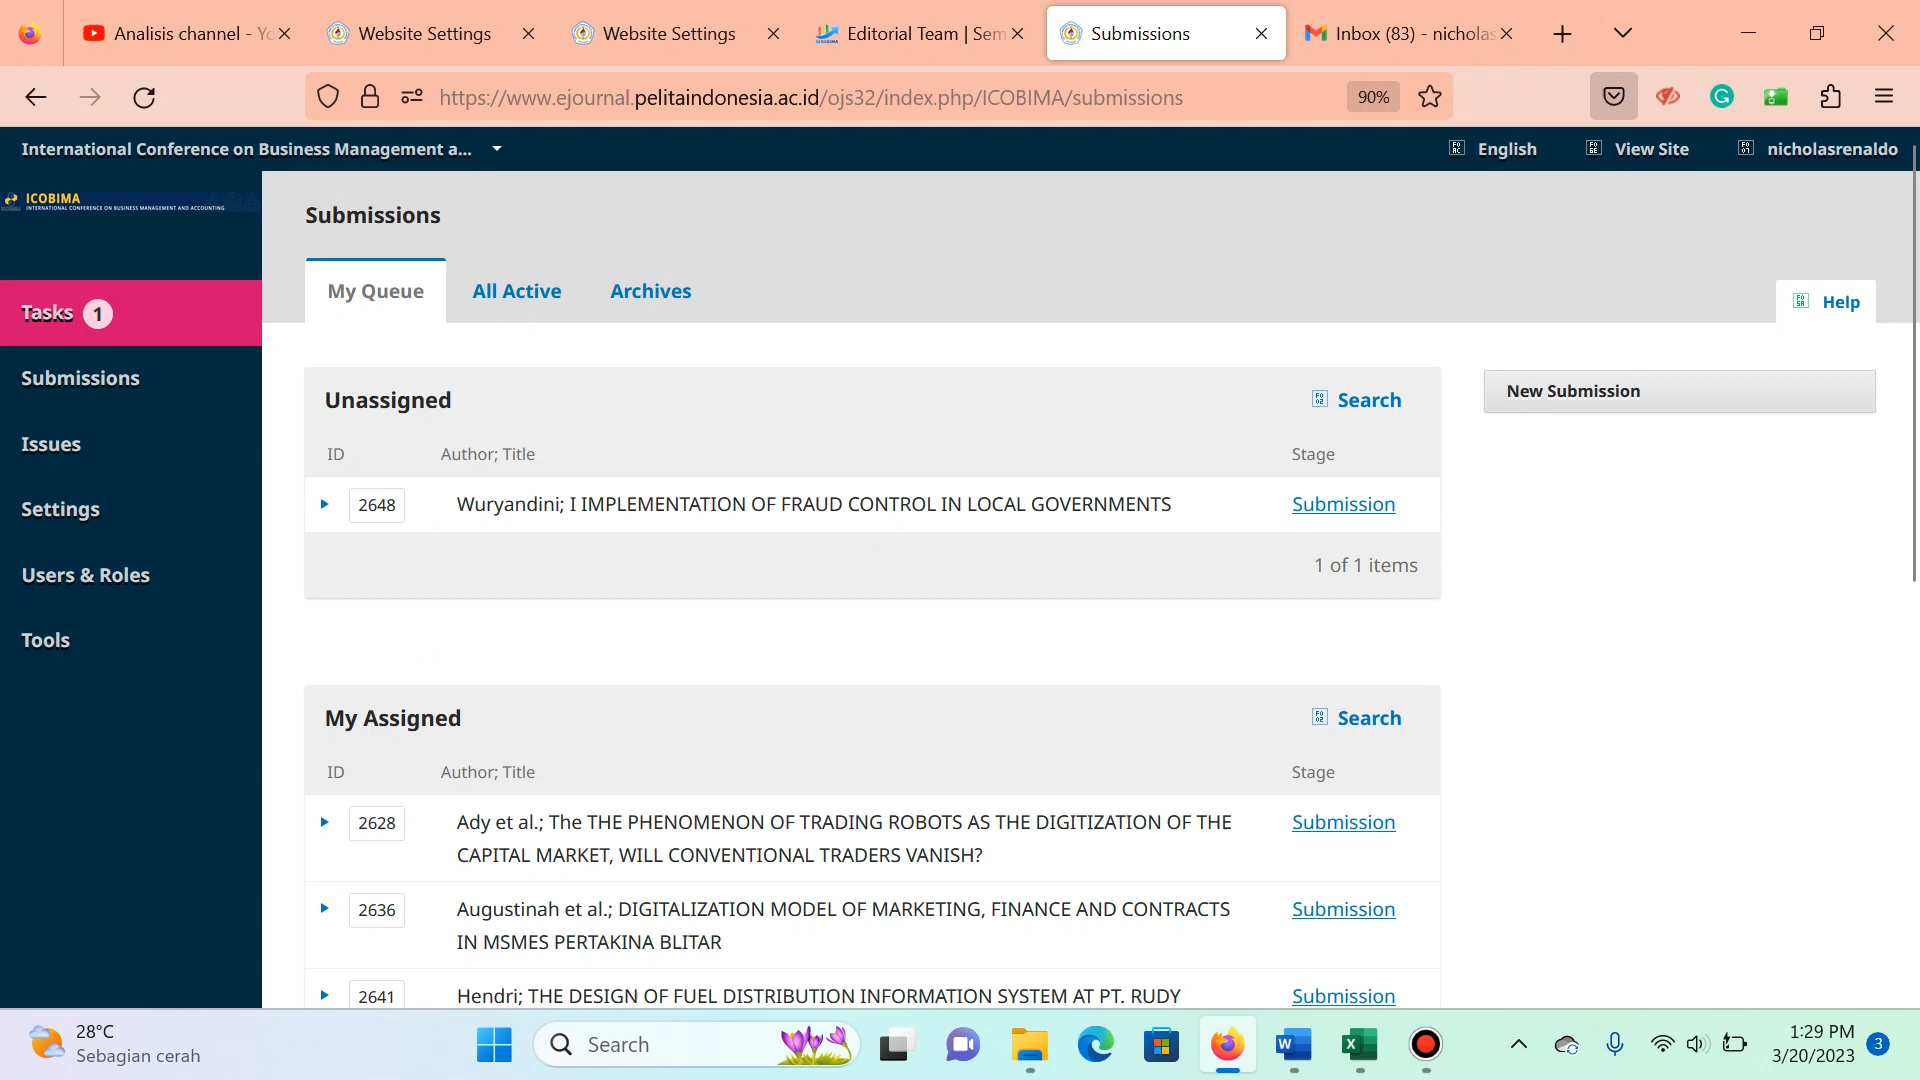 Analisis channel - Yo
Website Settings
Website Settings
Editorial Team | Sem
Submissions
Inbox (83) - nicholas
https://www.ejournal.pelitaindonesia.ac.id/ojs32/index.php/ICOBIMA/submissions
90%
International Conference on Business Management a...
English
View Site
nicholasrenaldo
ICOBIMA
INTERNATIONAL CONFERENCE ON BUSINESS MANAGEMENT AND ACCOUNTING
Submissions
My Queue
All Active
Archives
Help
Tasks 1
Submissions
Issues
Settings
Users & Roles
Tools
Unassigned
Search
New Submission
ID
Author; Title
Stage
2648
Wuryandini; I IMPLEMENTATION OF FRAUD CONTROL IN LOCAL GOVERNMENTS
Submission
1 of 1 items
My Assigned
Search
ID
Author; Title
Stage
2628
Ady et al.; The THE PHENOMENON OF TRADING ROBOTS AS THE DIGITIZATION OF THE
CAPITAL MARKET, WILL CONVENTIONAL TRADERS VANISH?
Submission
2636
Augustinah et al.; DIGITALIZATION MODEL OF MARKETING, FINANCE AND CONTRACTS
IN MSMES PERTAKINA BLITAR
Submission
2641
Hendri; THE DESIGN OF FUEL DISTRIBUTION INFORMATION SYSTEM AT PT. RUDY
Submission
28°C
Sebagian cerah
Search
1:29 PM
3/20/2023
3